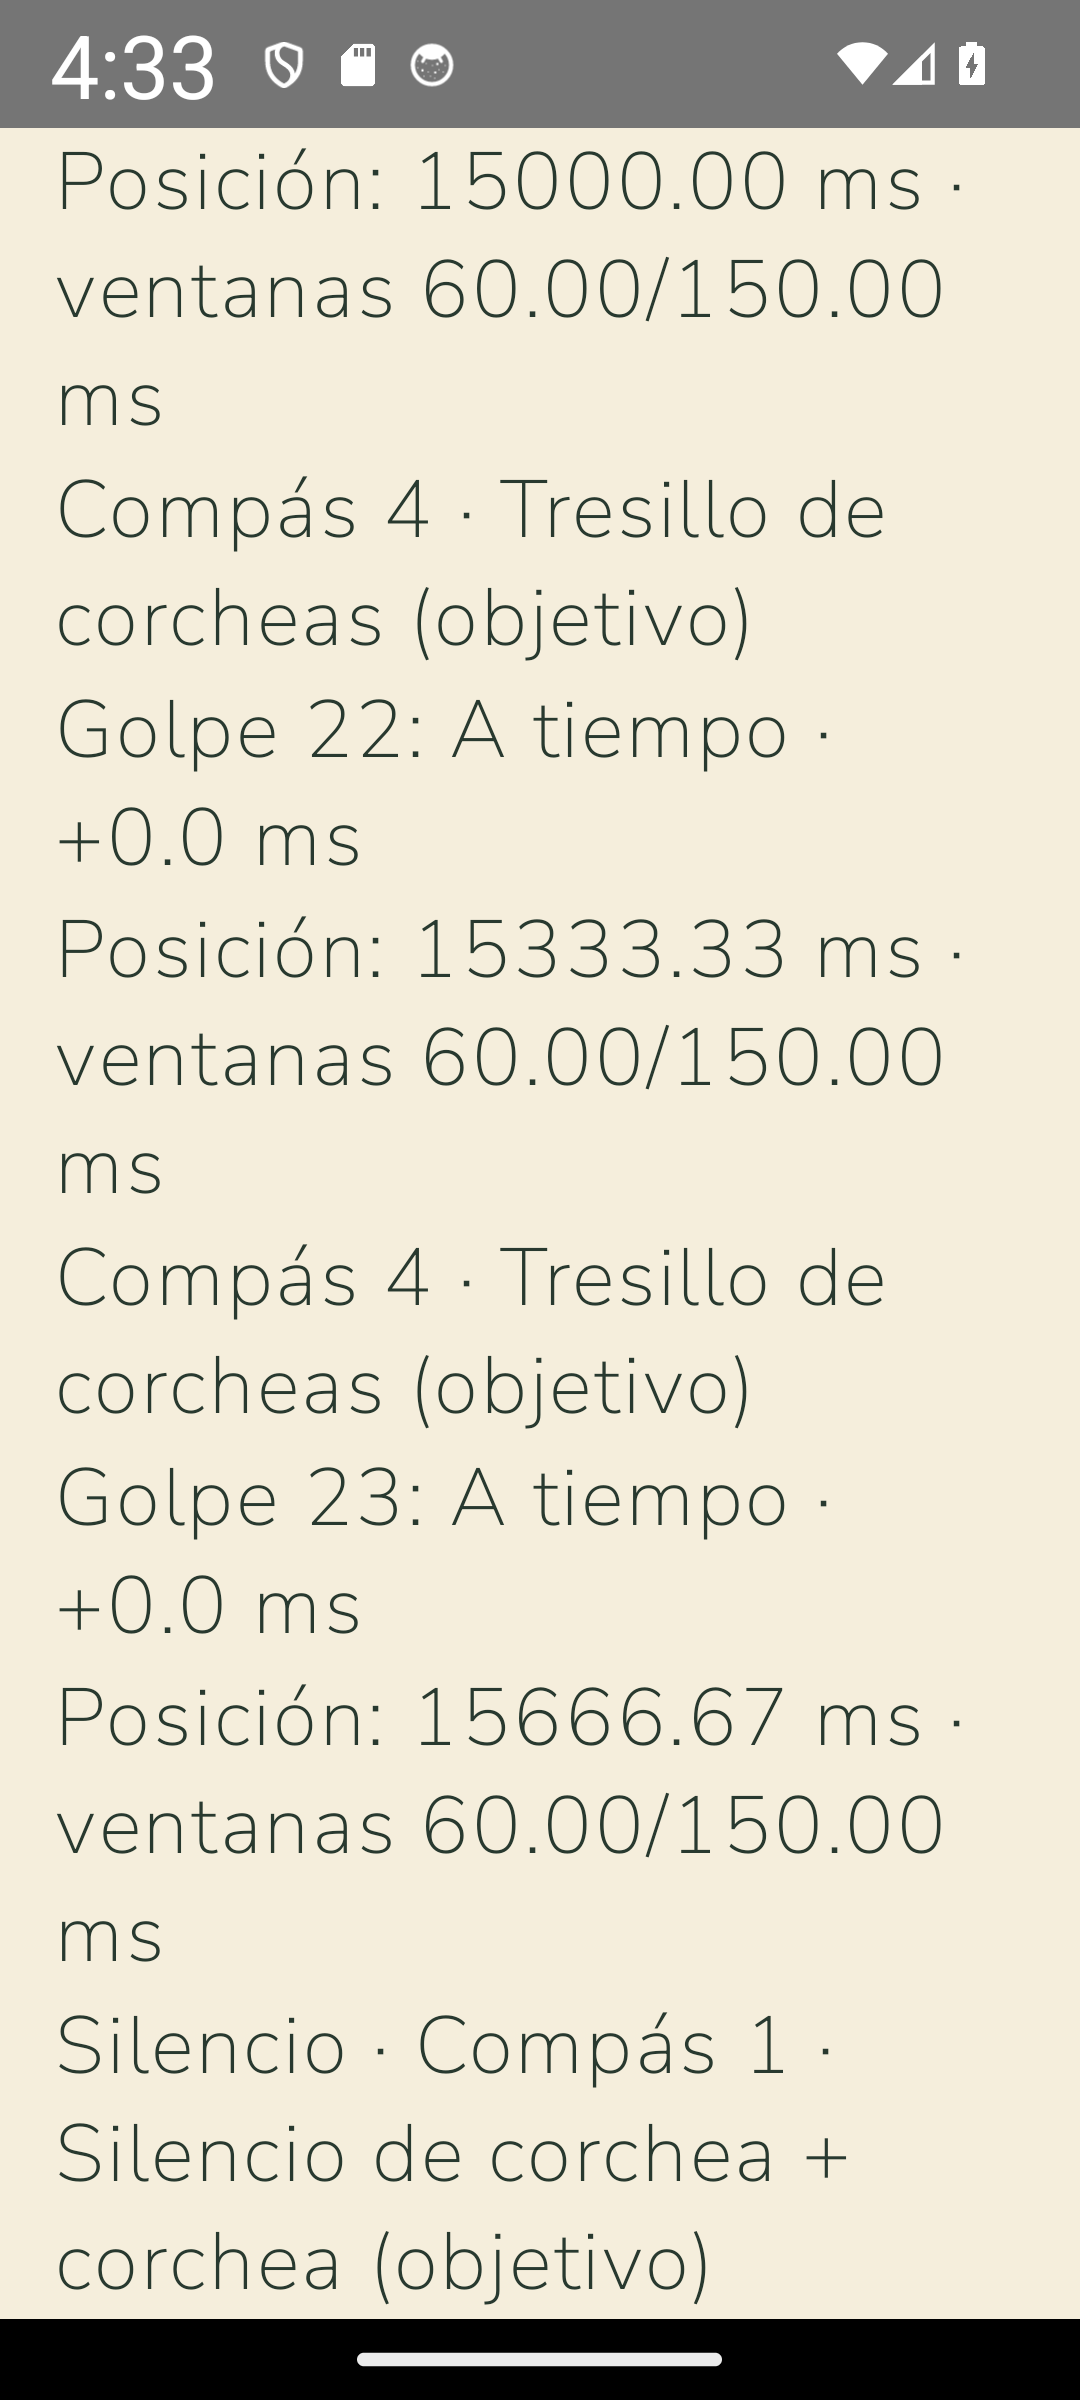 4:33
Posición: 15000.00 ms ·
ventanas 60.00/150.00
ms
Compás 4 · Tresillo de
corcheas (objetivo)
Golpe 22: A tiempo ·
+0.0 ms
Posición: 15333.33 ms ·
ventanas 60.00/150.00
ms
Compás 4 · Tresillo de
corcheas (objetivo)
Golpe 23: A tiempo ·
+0.0 ms
Posición: 15666.67 ms ·
ventanas 60.00/150.00
ms
Silencio · Compás 1 ·
Silencio de corchea +
corchea (objetivo)